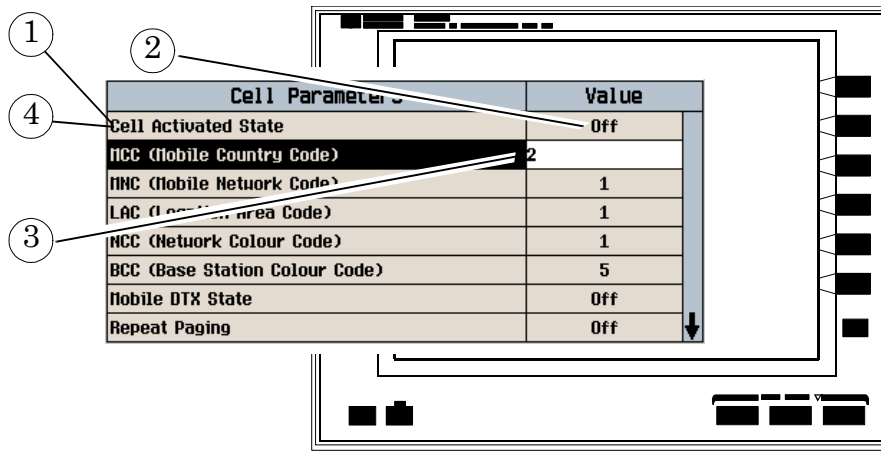 1
2
Cell Parameters Value
4
Cell Activated State Off
MCC (Mobile Country Code) 2
MNC (Mobile Network Code) 1
LAC (Location Area Code) 1
3
NCC (Network Colour Code) 1
BCC (Base Station Colour Code) 5
Mobile DTX State Off
Repeat Paging Off